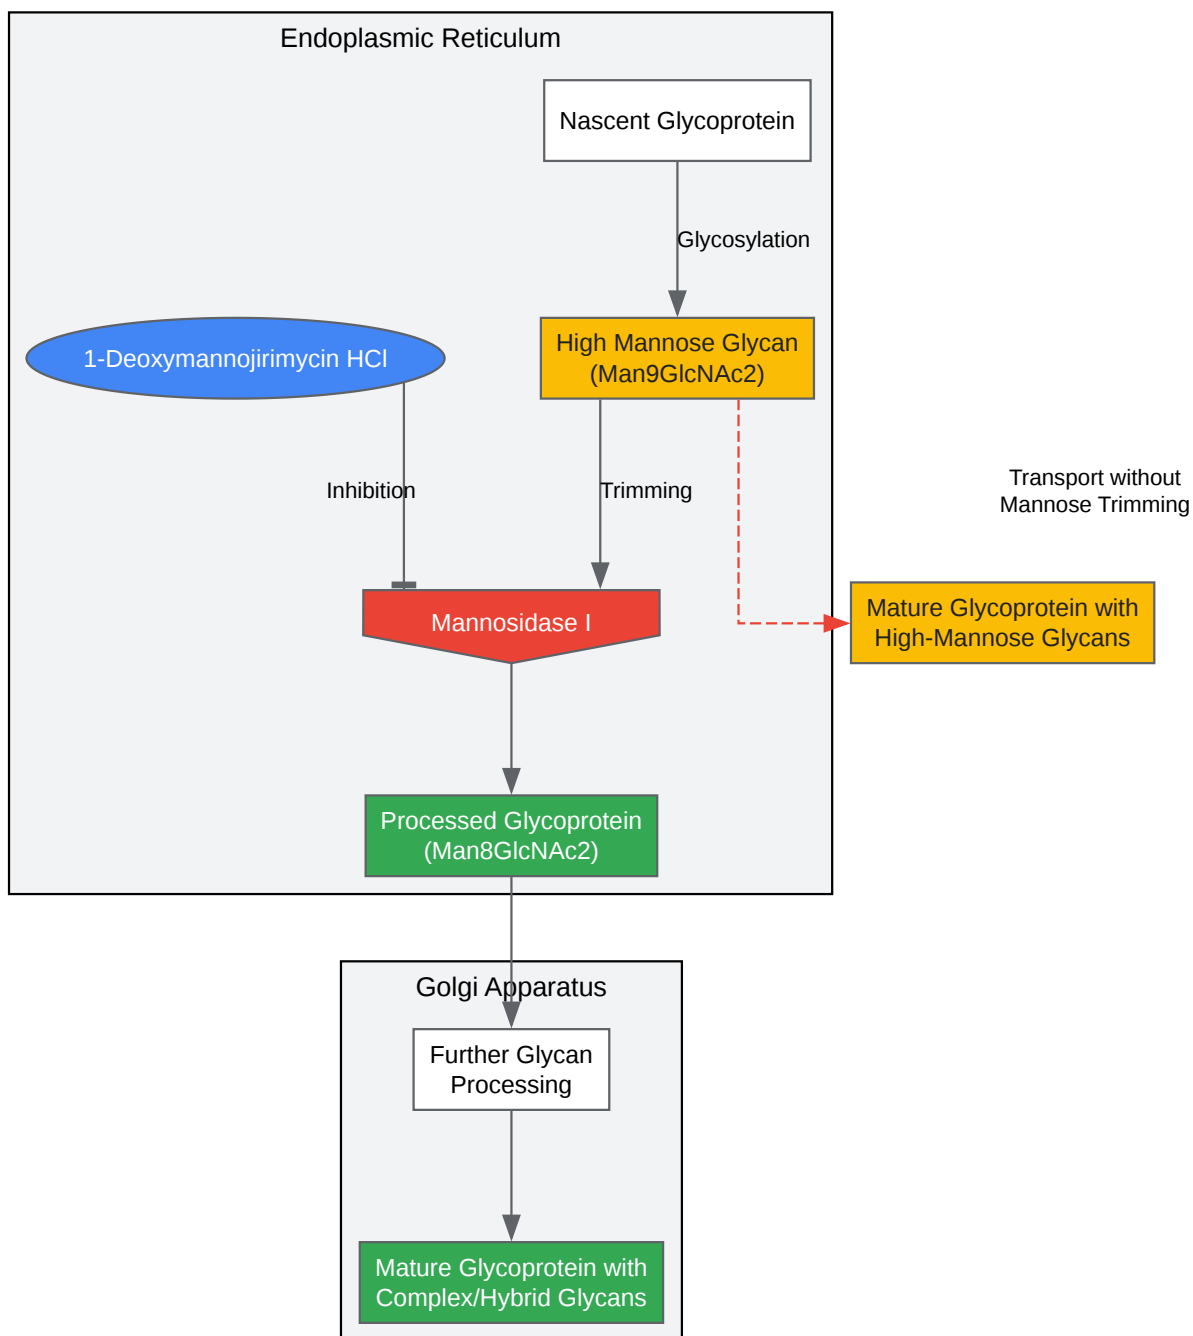 Endoplasmic Reticulum
Nascent Glycoprotein
Glycosylation
1-Deoxymannojirimycin HCl
High Mannose Glycan
(Man9GlcNAc2)
Inhibition
Trimming
Transport without
Mannose Trimming
Mannosidase I
Mature Glycoprotein with
High-Mannose Glycans
Processed Glycoprotein
(Man8GlcNAc2)
Golgi Apparatus
Further Glycan
Processing
Mature Glycoprotein with
Complex/Hybrid Glycans